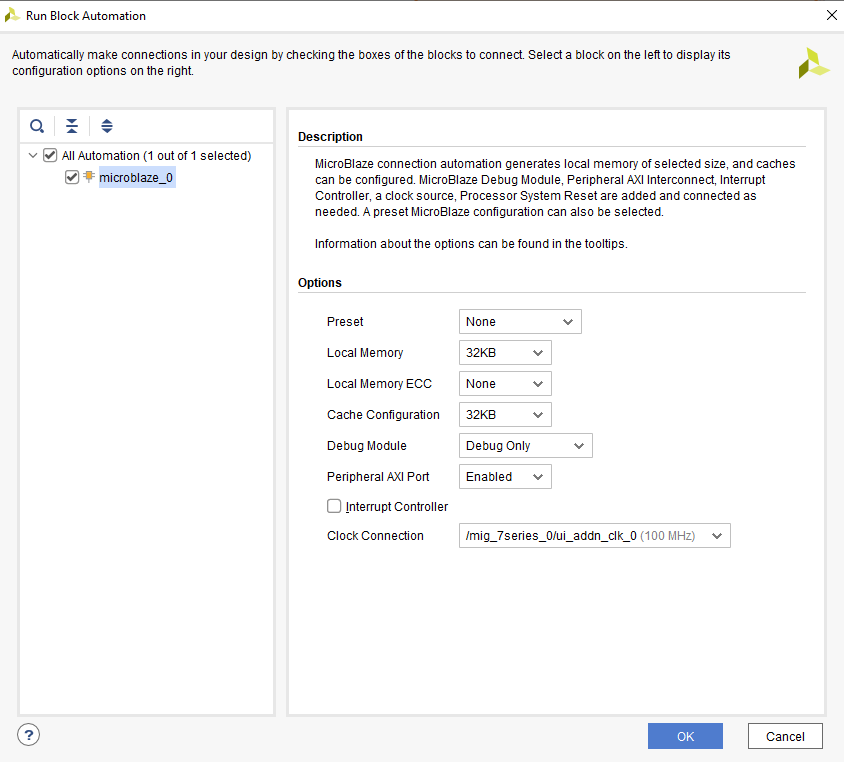 Run Block Automation
Automatically make connections in your design by checking the boxes of the blocks to connect. Select a block on the left to display its
configuration options on the right.
All Automation (1 out of 1 selected)
microblaze_0
Description
MicroBlaze connection automation generates local memory of selected size, and caches
can be configured. MicroBlaze Debug Module, Peripheral AXI Interconnect, Interrupt
Controller, a clock source, Processor System Reset are added and connected as
needed. A preset MicroBlaze configuration can also be selected.
Information about the options can be found in the tooltips.
Options
Preset None
Local Memory 32KB
Local Memory ECC None
Cache Configuration 32KB
Debug Module Debug Only
Peripheral AXI Port Enabled
Interrupt Controller
Clock Connection /mig_7series_0/ui_addn_clk_0 (100 MHz)
? OK Cancel